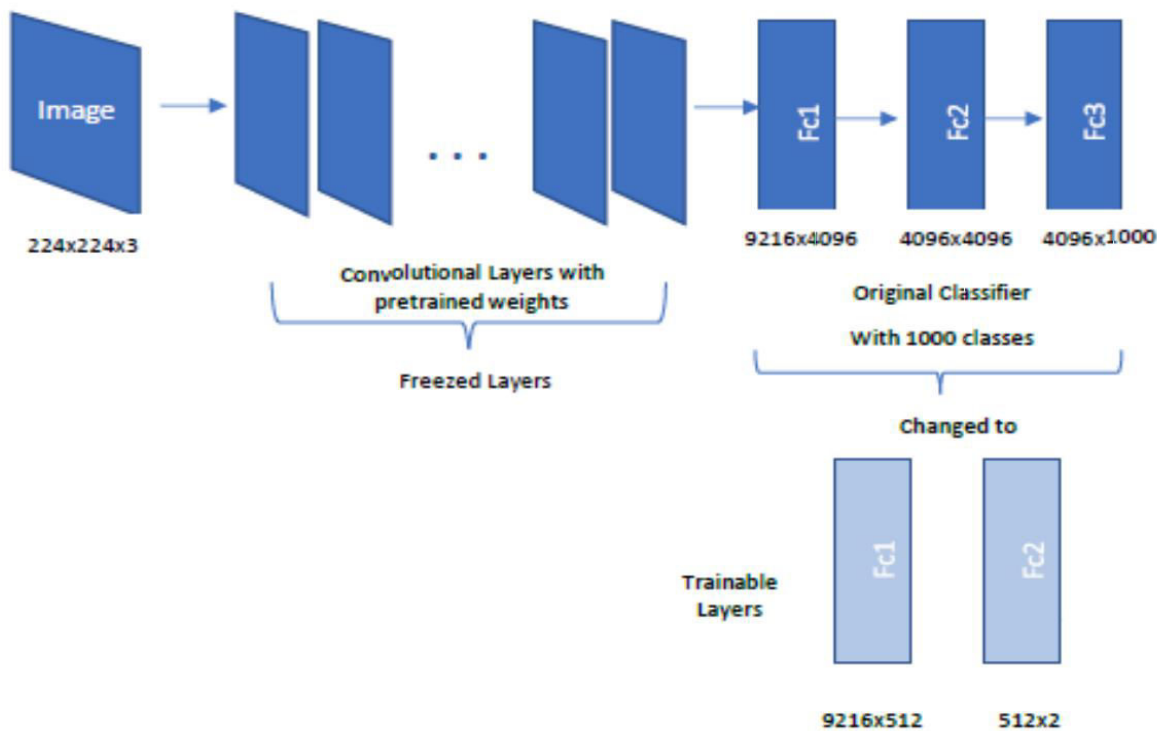 Image
Fc1
Fc2
Fc3
. . .
224x224x3
9216x4096
4096x4096
4096x1000
Convolutional Layers with
pretrained weights
Freezed Layers
Original Classifier
With 1000 classes
Changed to
Fc1
Fc2
Trainable
Layers
9216x512
512x2